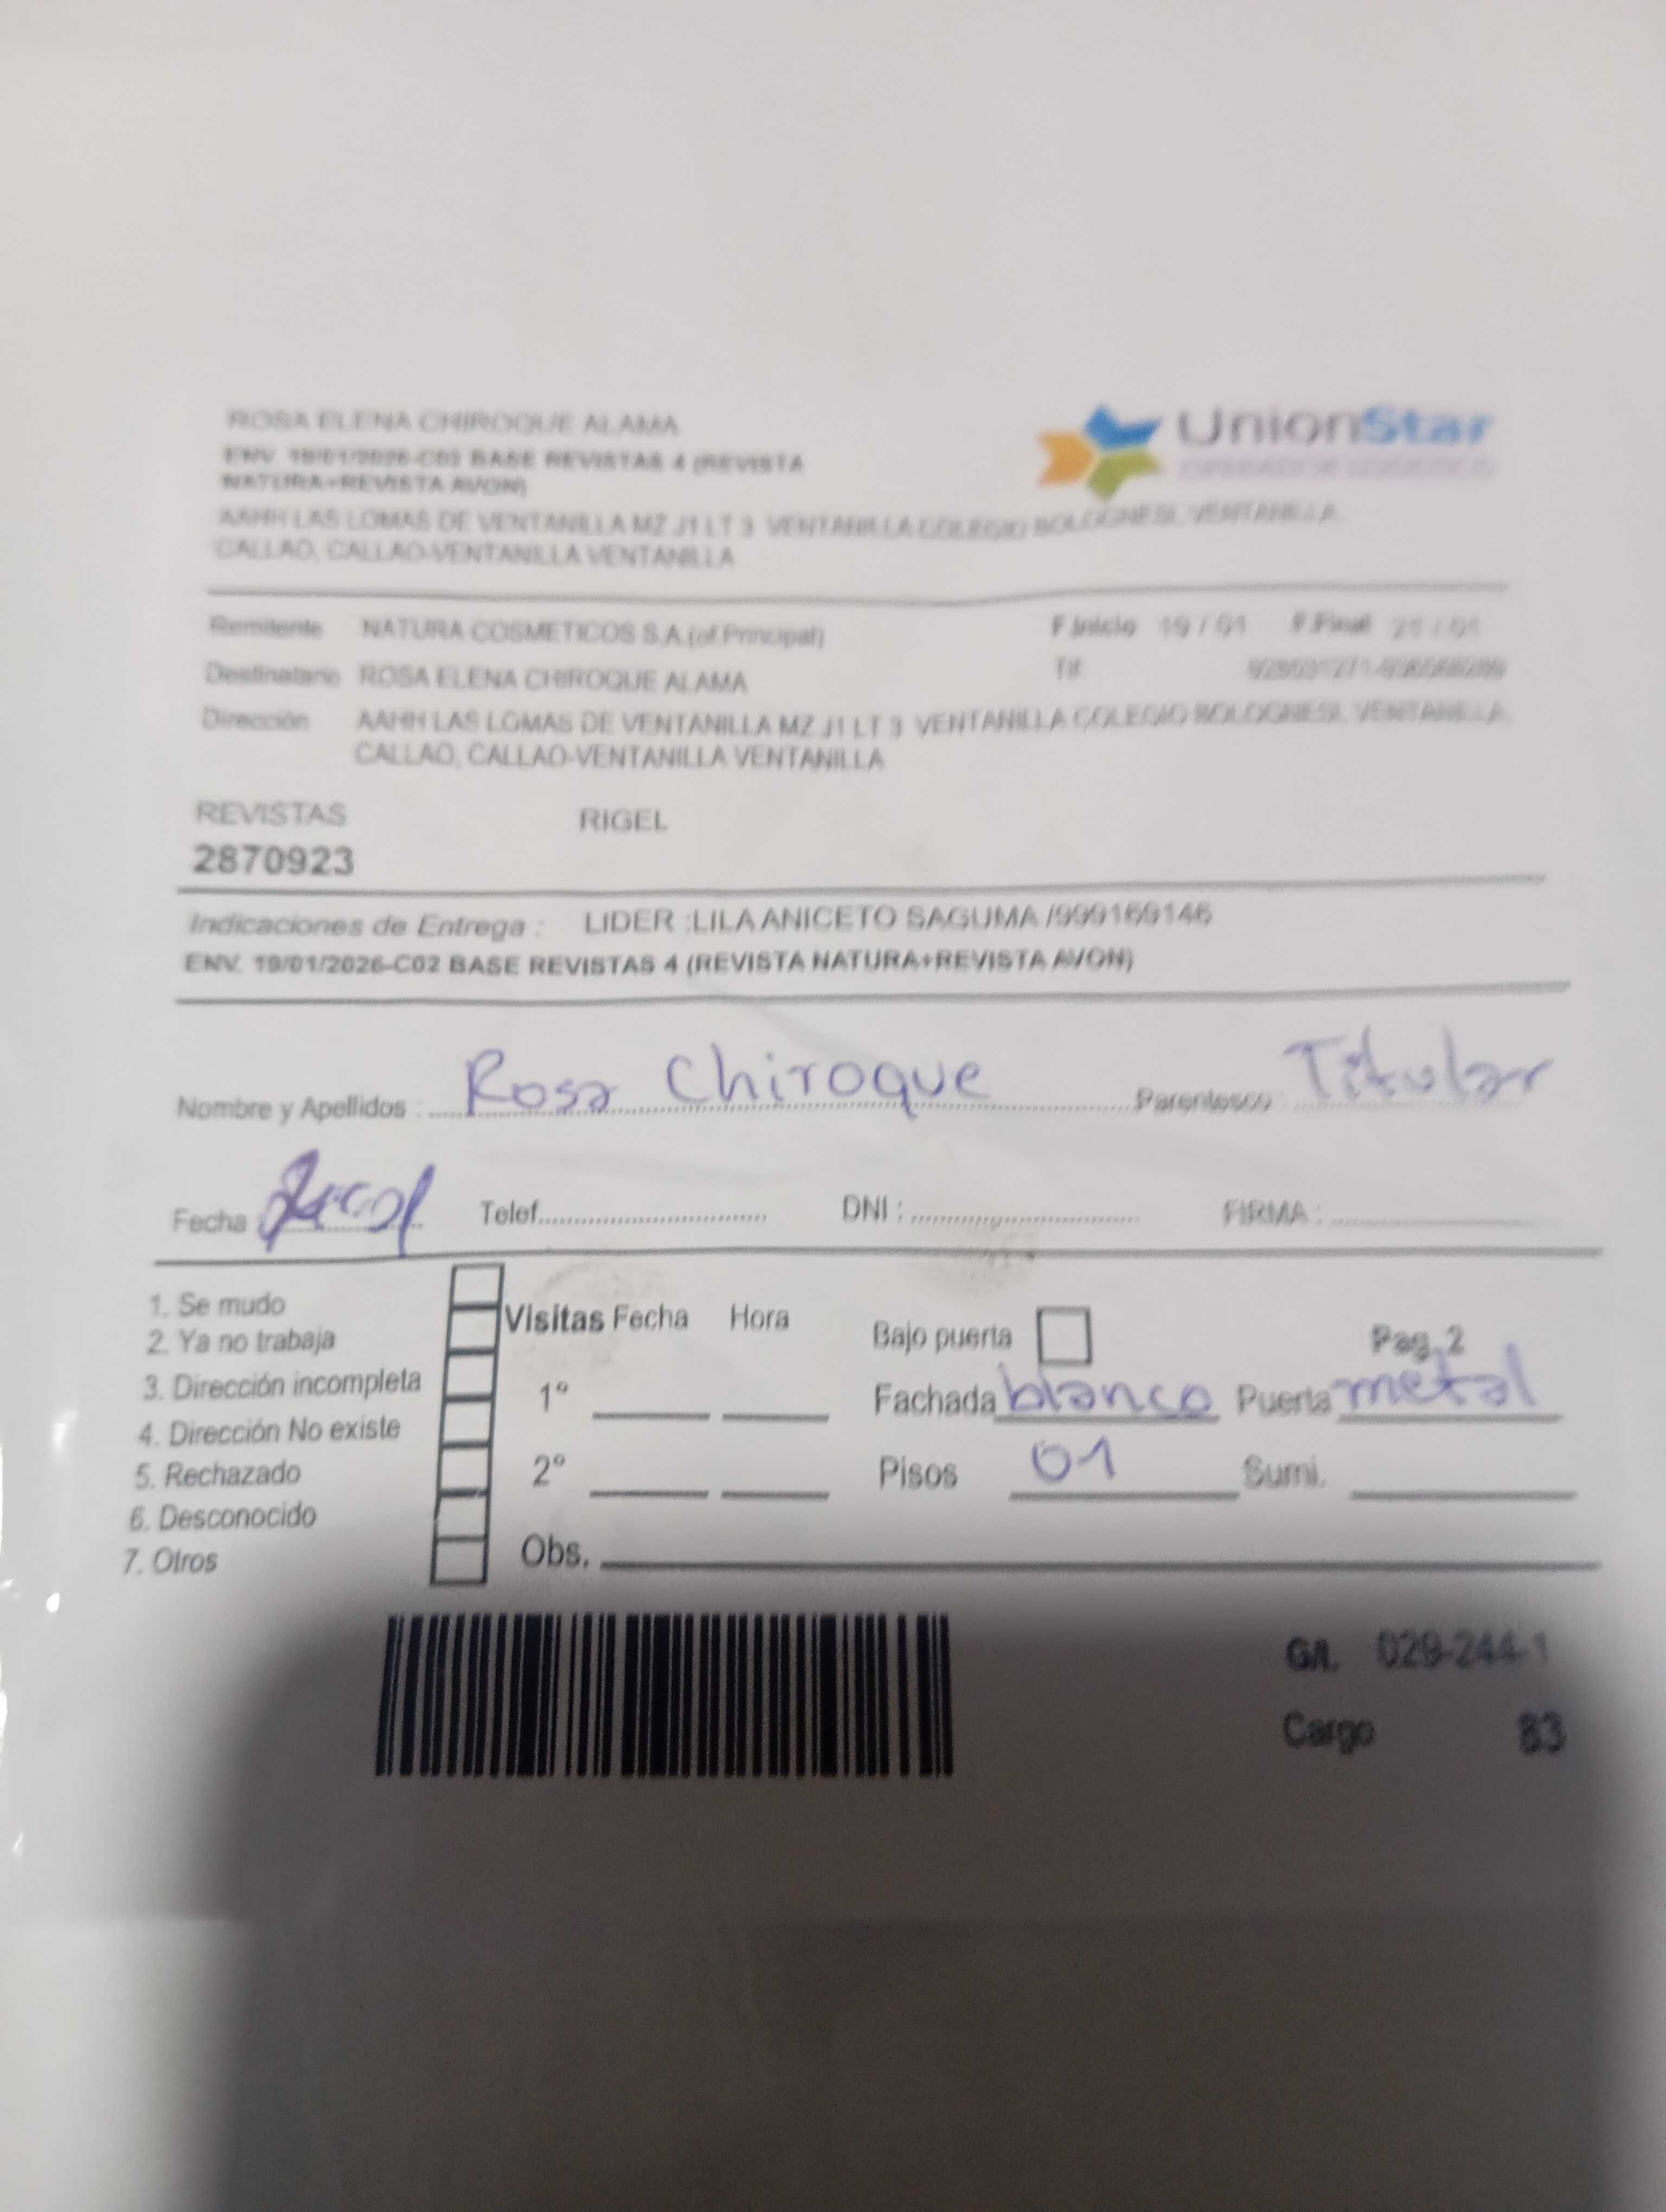 ROSA ELENA CHIROQUE ALAMA
ENV. 19/01/2026-C02 BASE REVISTAS 4 (REVISTA
NATURA+REVISTA AVON)
UnionStar
OPERADOR LOGISTICO
AAHH LAS LOMAS DE VENTANILLA MZ J1 LT 3 VENTANILLA COLEGIO BOLOGNESI, VENTANILLA,
CALLAO, CALLAO-VENTANILLA VENTANILLA
Remitente NATURA COSMETICOS S.A.(of.Principal) F.Inicio 19 / 01 F.Final 21 / 01
Destinatario ROSA ELENA CHIROQUE ALAMA Tlf:
Dirección AAHH LAS LOMAS DE VENTANILLA MZ J1 LT 3 VENTANILLA COLEGIO BOLOGNESI, VENTANILLA,
CALLAO, CALLAO-VENTANILLA VENTANILLA
REVISTAS RIGEL
2870923
Indicaciones de Entrega : LIDER :LILA ANICETO SAGUMA /999169146
ENV. 19/01/2026-C02 BASE REVISTAS 4 (REVISTA NATURA+REVISTA AVON)
Nombre y Apellidos : Rosa Chiroque Parentesco : Titular
Fecha Telef. DNI : FIRMA :
1. Se mudo
2. Ya no trabaja
3. Dirección incompleta
4. Dirección No existe
5. Rechazado
6. Desconocido
7. Otros
Visitas Fecha Hora
1º
2º
Obs.
Bajo puerta Pag. 2
Fachada blanco Puerta metal
Pisos 01 Sumi.
G/I. 029-244-1
Cargo 83